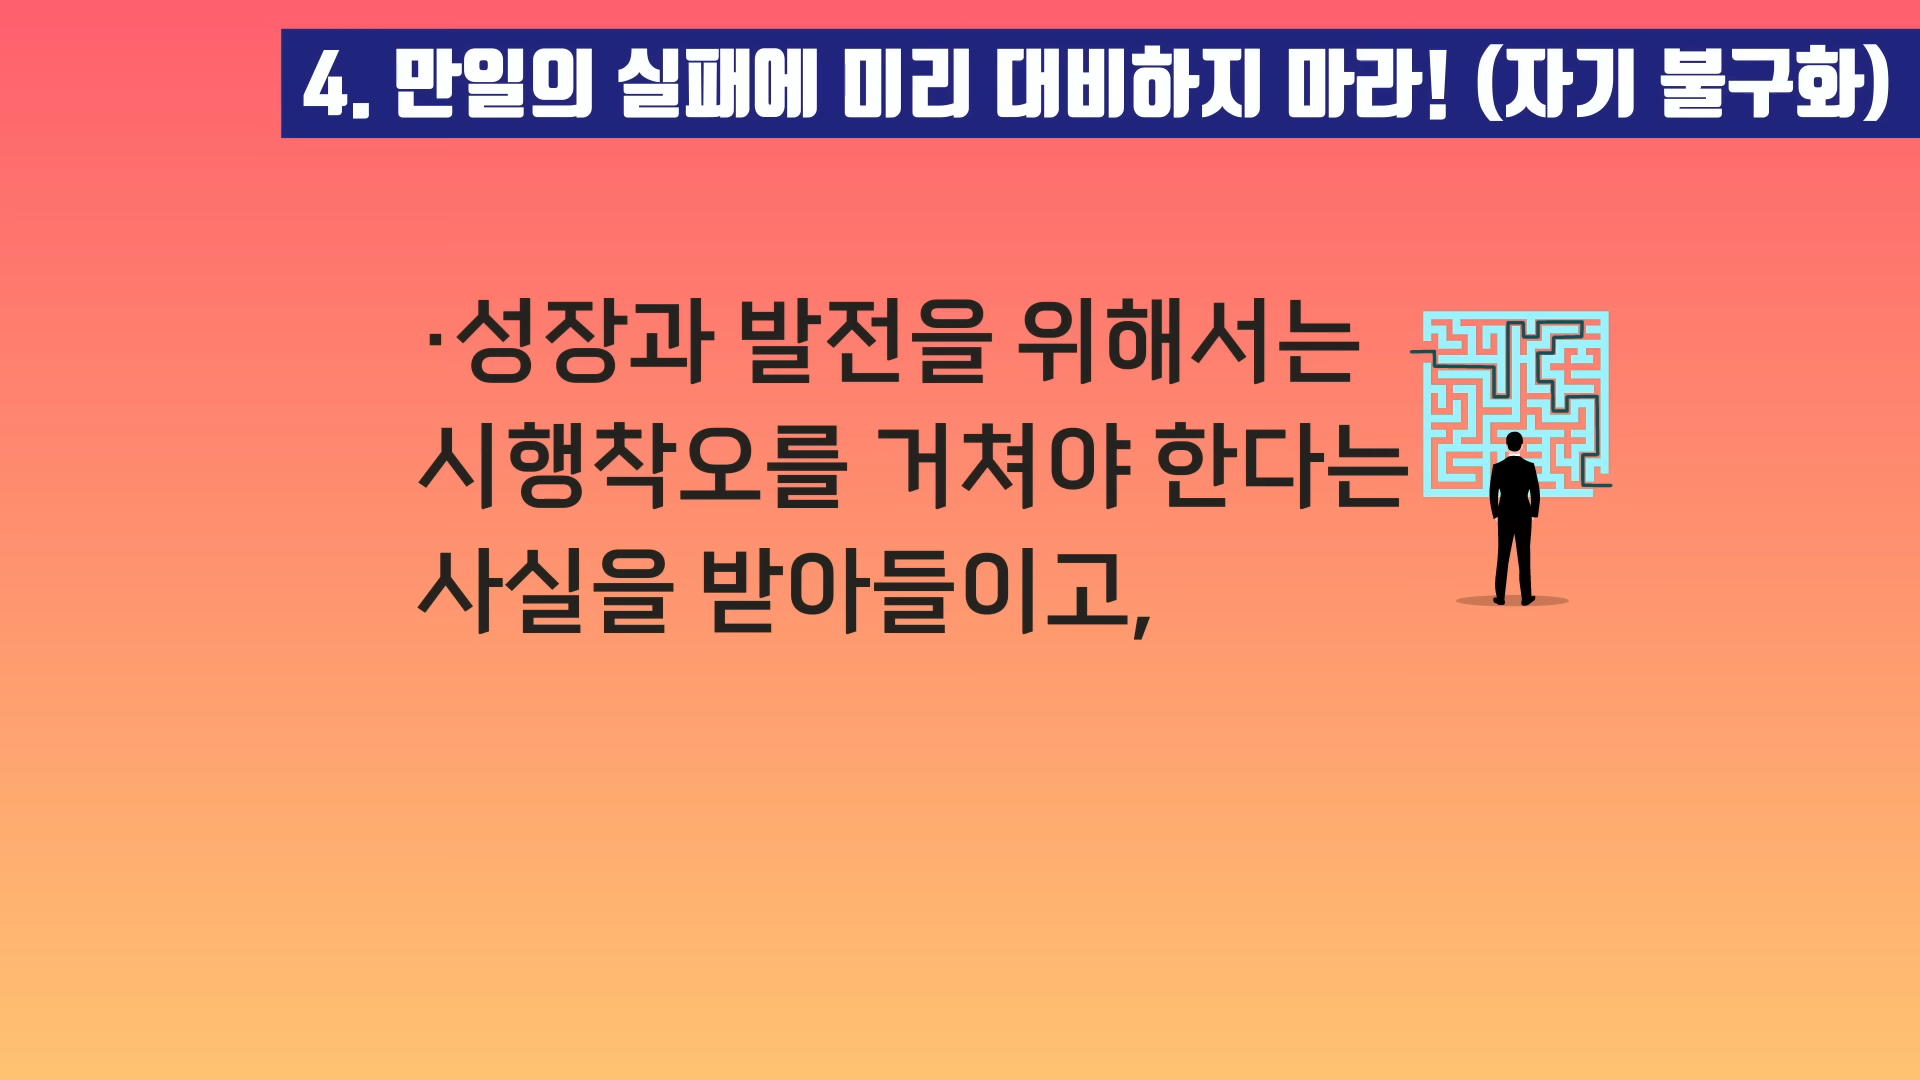 4. 만일의 실패에 미리 대비하지 마라! (자기 불구화)
·성장과 발전을 위해서는
시행착오를 거쳐야 한다는
사실을 받아들이고,